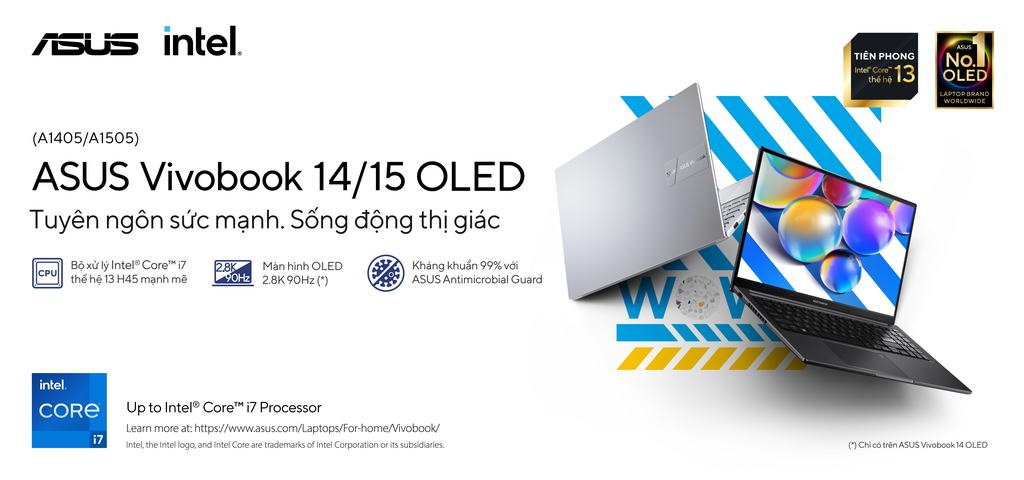 ASUS intel.
TIÊN PHONG
Intel® Core™
thế hệ 13
ASUS
No.1
OLED
LAPTOP BRAND
WORLDWIDE
(A1405/A1505)
ASUS Vivobook 14/15 OLED
Tuyên ngôn sức mạnh. Sống động thị giác
CPU
Bộ xử lý Intel® Core™ i7
thế hệ 13 H45 mạnh mẽ
2.8K
90Hz
Màn hình OLED
2.8K 90Hz (*)
Kháng khuẩn 99% với
ASUS Antimicrobial Guard
WOW
intel.
CORE
i7
Up to Intel® Core™ i7 Processor
Learn more at: https://www.asus.com/Laptops/For-home/Vivobook/
Intel, the Intel logo, and Intel Core are trademarks of Intel Corporation or its subsidiaries.
(*) Chỉ có trên ASUS Vivobook 14 OLED